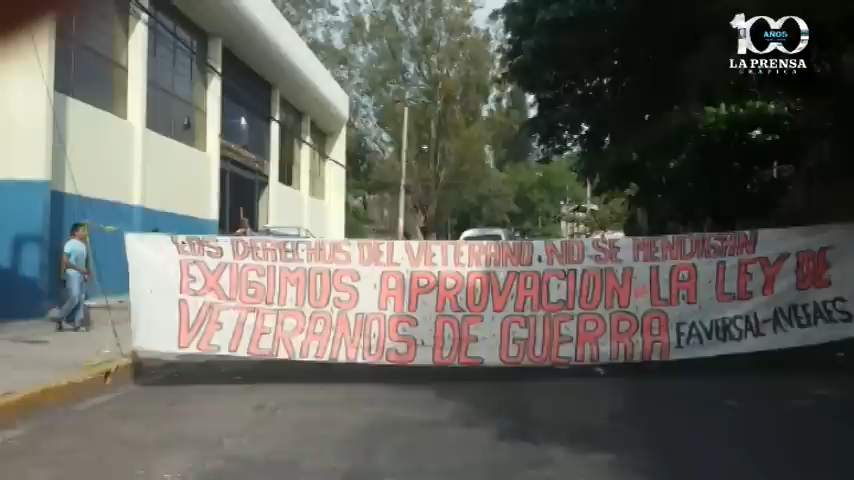 100
AÑOS
LA PRENSA
GRÁFICA
LOS DERECHOS DEL VETERANO NO SE MENDIGAN
EXIGIMOS APROVACION LA LEY DE
VETERANOS DE GUERRA FAVERSAL-AVEFAES